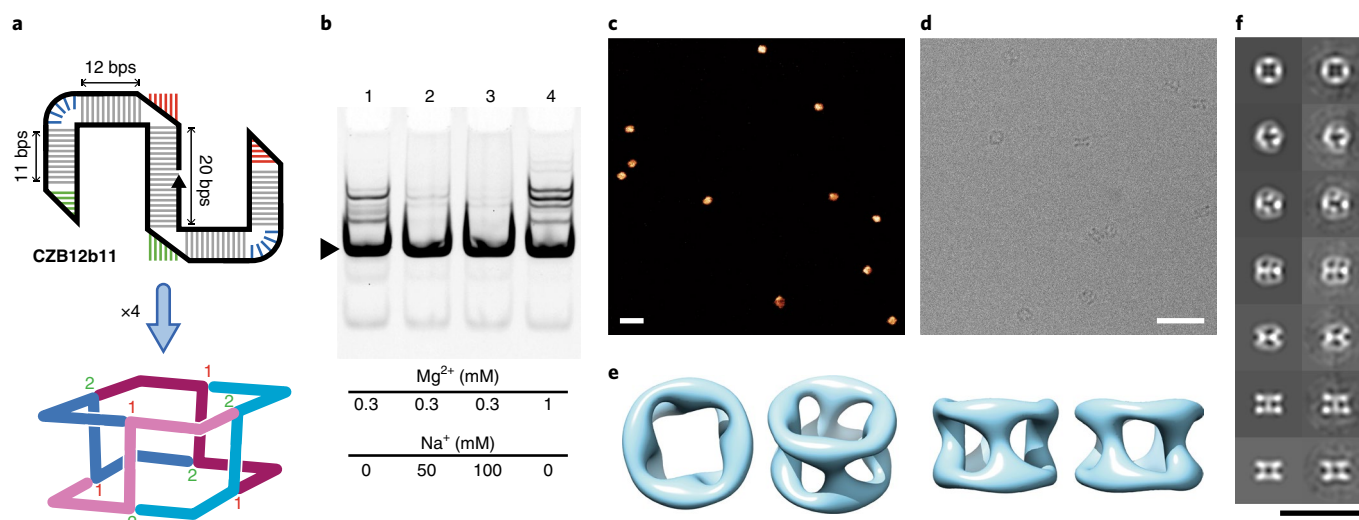 a
12 bps
11 bps
20 bps
CZB12b11
×4
2
1
1
2
1
2
1
2
b
1 2 3 4
Mg2+ (mM)
0.3 0.3 0.3 1
Na+ (mM)
0 50 100 0
c
d
e
f